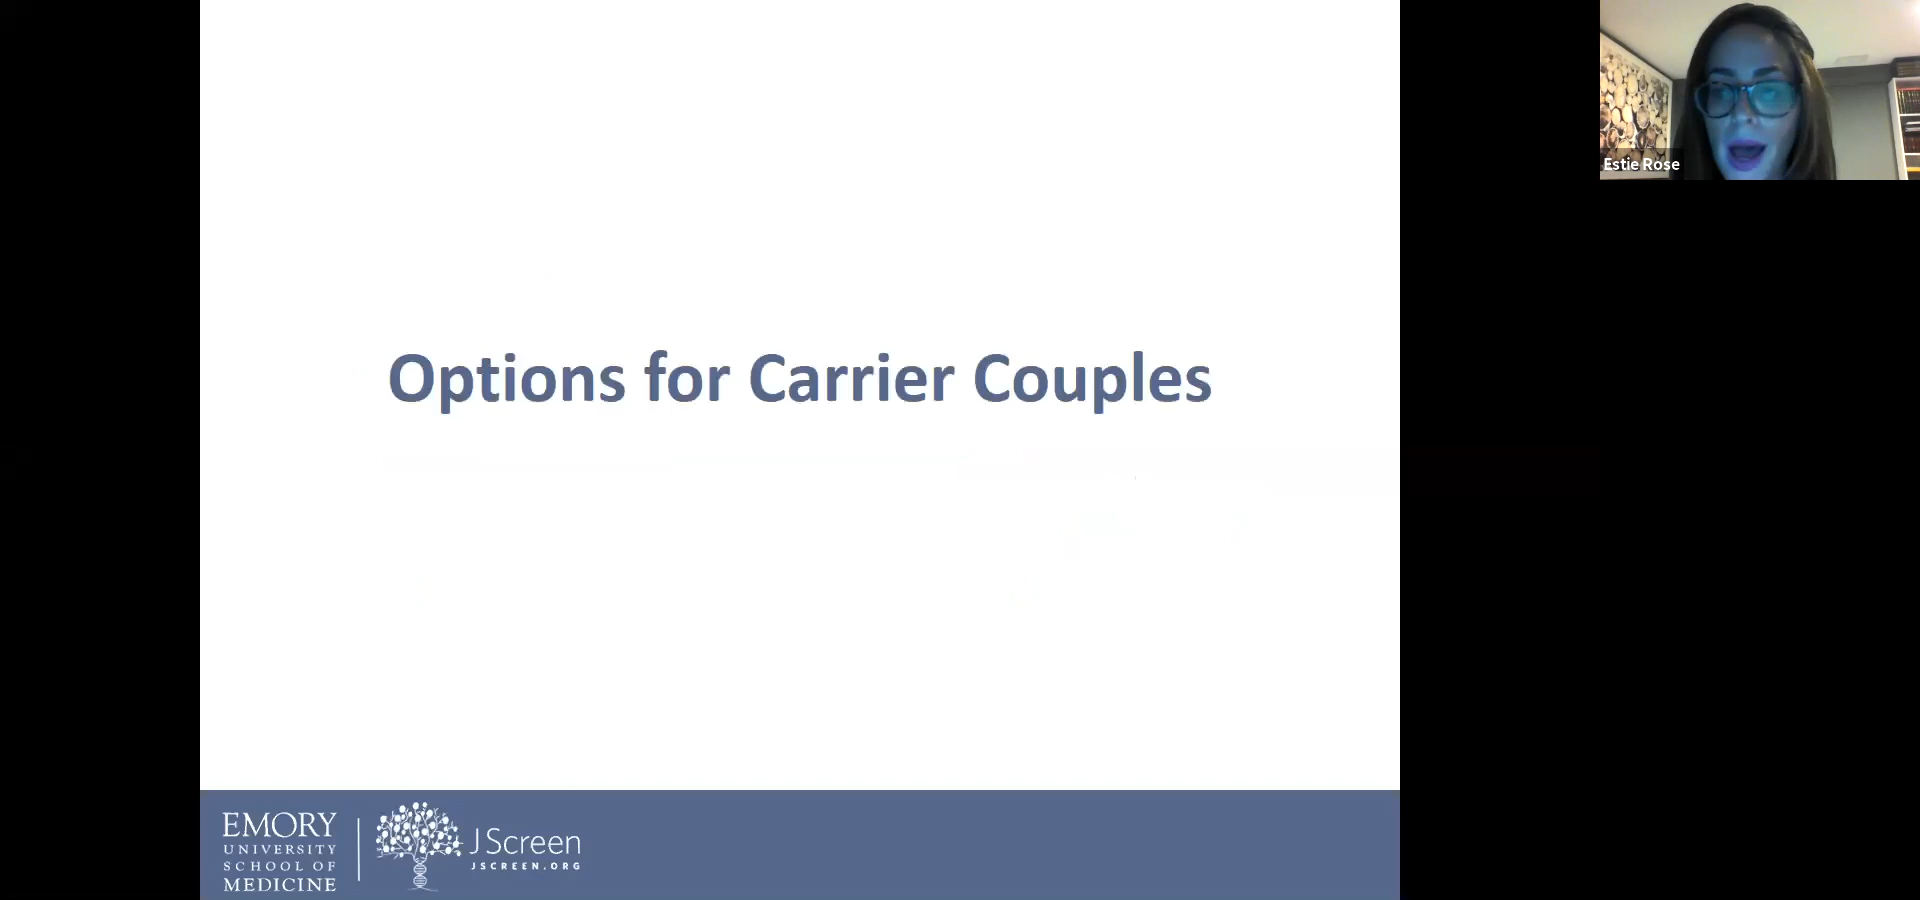 Options for Carrier Couples
Estie Rose
EMORY
UNIVERSITY
SCHOOL OF
MEDICINE
JScreen
JSCREEN.ORG